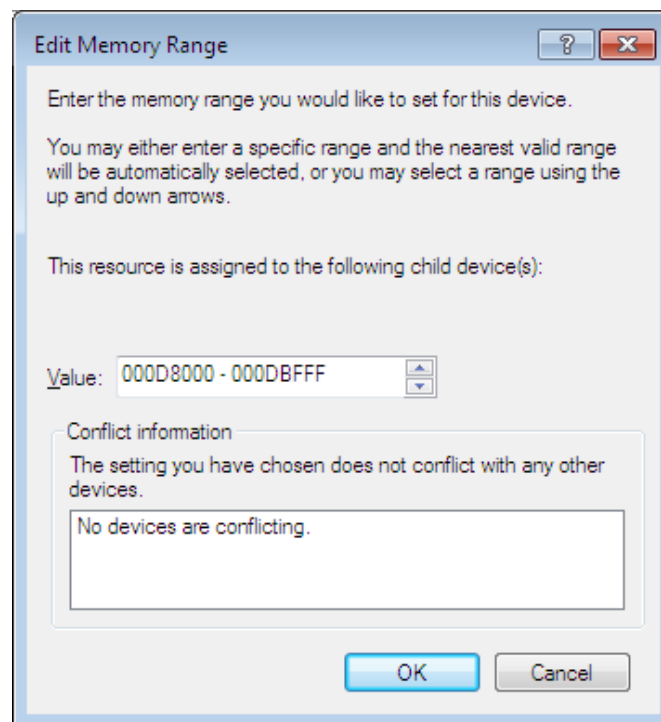 Edit Memory Range
Enter the memory range you would like to set for this device.
You may either enter a specific range and the nearest valid range
will be automatically selected, or you may select a range using the
up and down arrows.
This resource is assigned to the following child device(s):
Value: 000D8000 - 000DBFFF
Conflict information
The setting you have chosen does not conflict with any other
devices.
No devices are conflicting.
OK Cancel